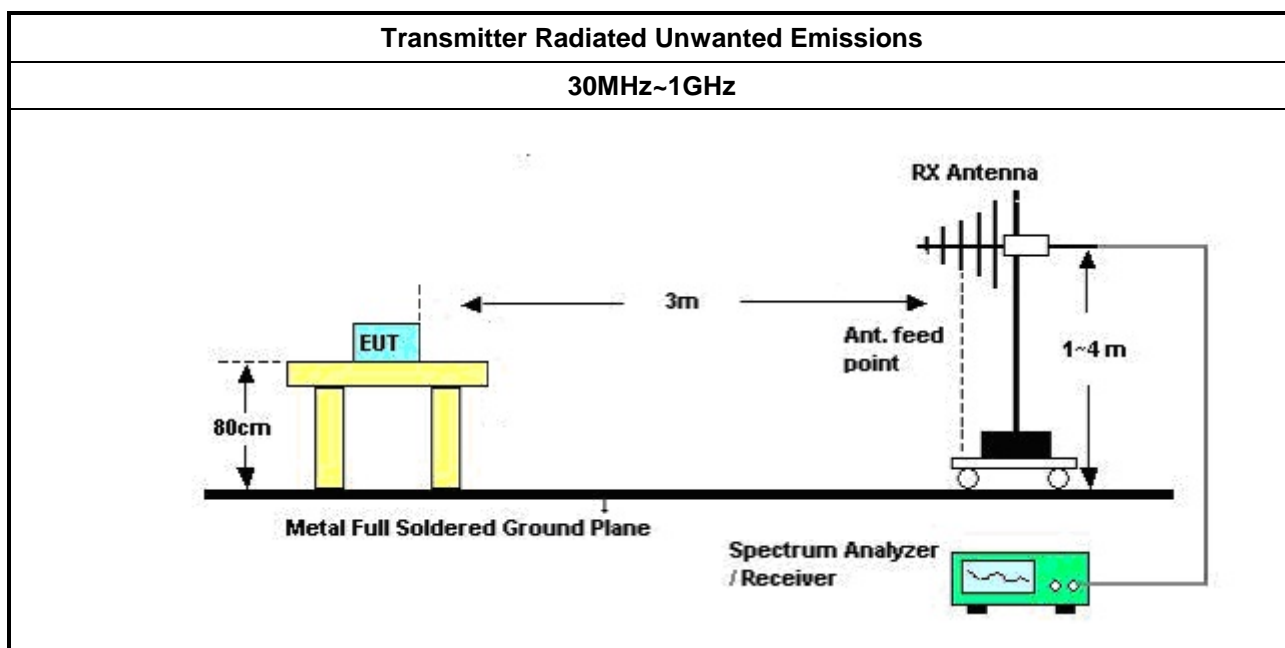 Transmitter Radiated Unwanted Emissions
30MHz~1GHz
RX Antenna
3m
EUT
Ant. feed
point
1~4 m
80cm
Metal Full Soldered Ground Plane
Spectrum Analyzer
/ Receiver